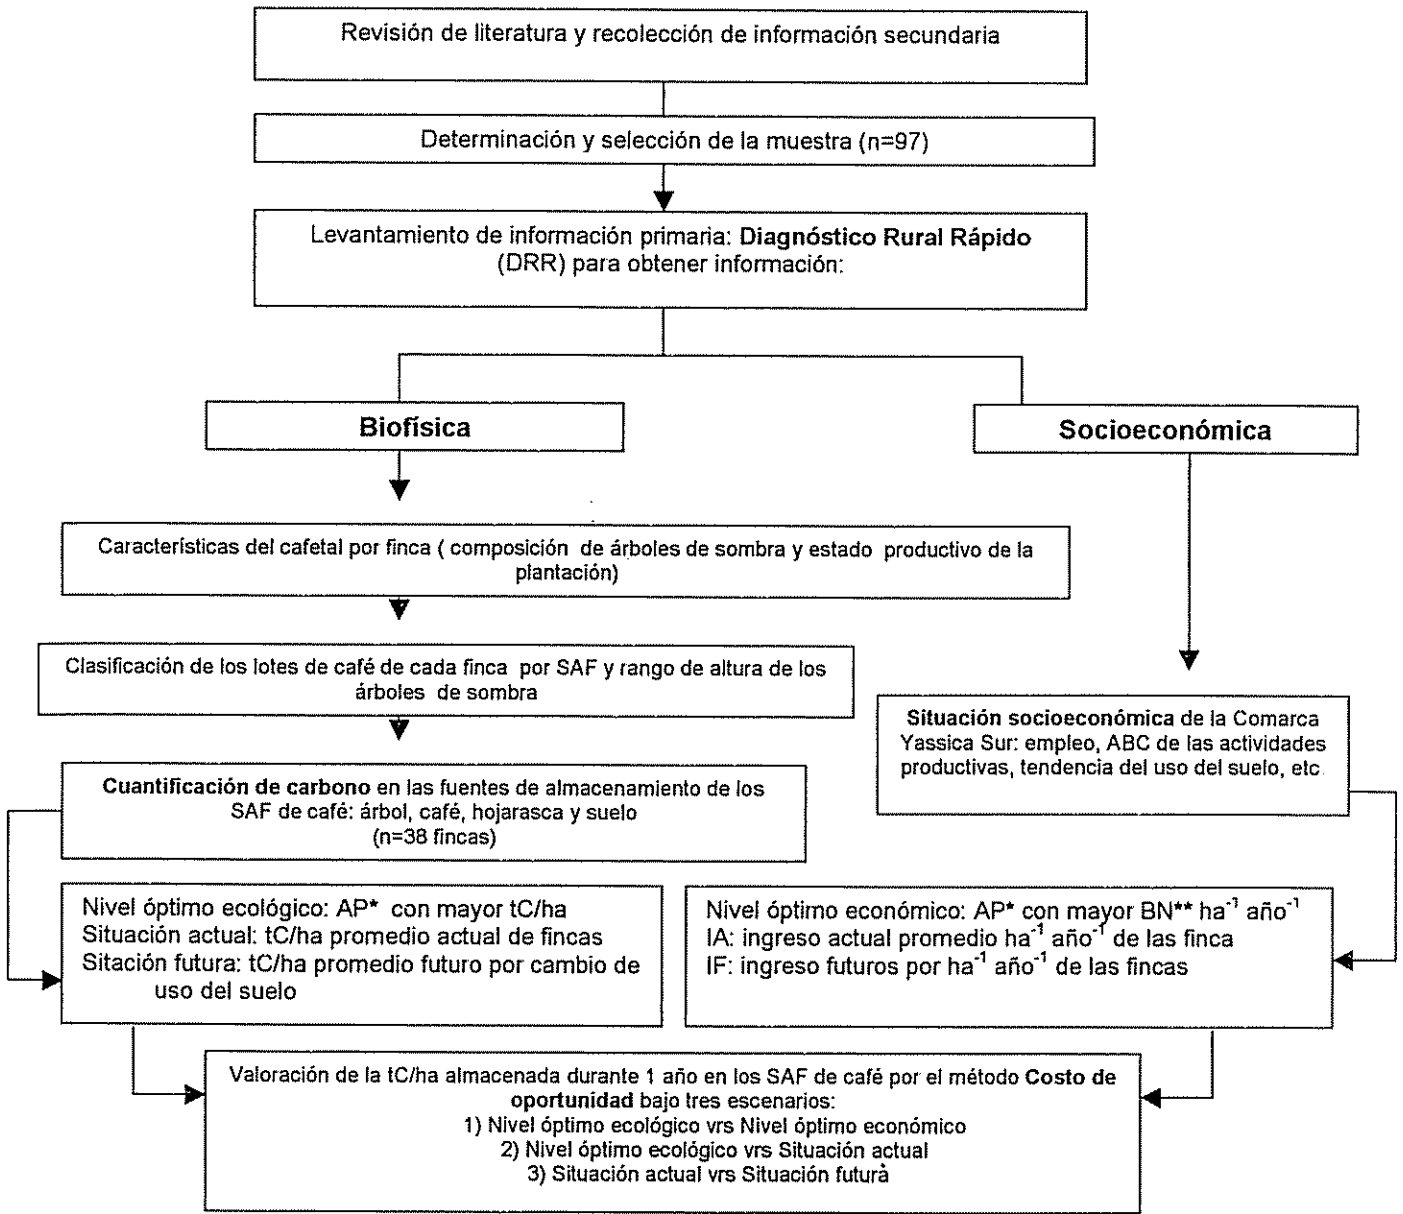 Revisión de literatura y recolección de información secundaria
Determinación y selección de la muestra (n=97)
Levantamiento de información primaria: Diagnóstico Rural Rápido
(DRR) para obtener información:
Biofísica
Socioeconómica
Características del cafetal por finca ( composición de árboles de sombra y estado productivo de la
plantación)
Clasificación de los lotes de café de cada finca por SAF y rango de altura de los
árboles de sombra
Situación socioeconómica de la Comarca
Yassica Sur: empleo, ABC de las actividades
productivas, tendencia del uso del suelo, etc.
Cuantificación de carbono en las fuentes de almacenamiento de los
SAF de café: árbol, café, hojarasca y suelo
(n=38 fincas)
Nivel óptimo ecológico: AP* con mayor tC/ha
Situación actual: tC/ha promedio actual de fincas
Sitación futura: tC/ha promedio futuro por cambio de
uso del suelo
Nivel óptimo económico: AP* con mayor BN** ha⁻¹ año⁻¹
IA: ingreso actual promedio ha⁻¹ año⁻¹ de las finca
IF: ingreso futuros por ha⁻¹ año⁻¹ de las fincas
Valoración de la tC/ha almacenada durante 1 año en los SAF de café por el método Costo de
oportunidad bajo tres escenarios:
1) Nivel óptimo ecológico vrs Nivel óptimo económico
2) Nivel óptimo ecológico vrs Situación actual
3) Situación actual vrs Situación futura